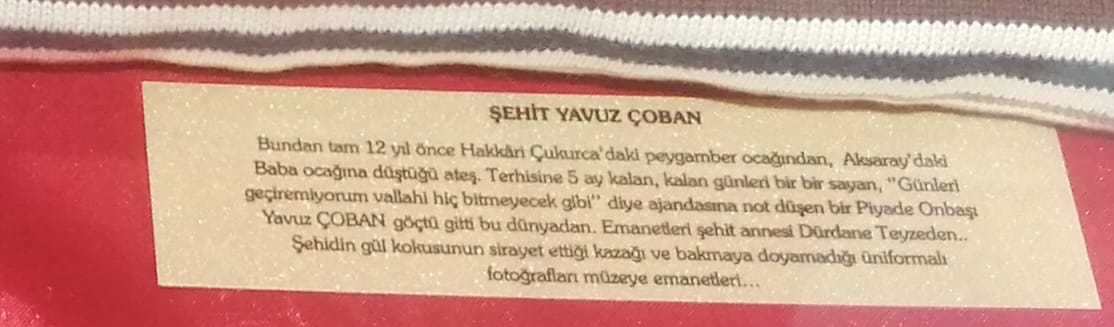 ŞEHİT YAVUZ ÇOBAN
Bundan tam 12 yıl önce Hakkâri Çukurca'daki peygamber ocağından, Aksaray'daki
Baba ocağına düştüğü ateş. Terhisine 5 ay kalan, kalan günleri bir bir sayan, "Günleri
geçiremiyorum vallahi hiç bitmeyecek gibi" diye ajandasına not düşen bir Piyade Onbaşı
Yavuz ÇOBAN göçtü gitti bu dünyadan. Emanetleri şehit annesi Dürdane Teyzeden..
Şehidin gül kokusunun sirayet ettiği kazağı ve bakmaya doyamadığı üniformalı
fotoğrafları müzeye emanetleri...